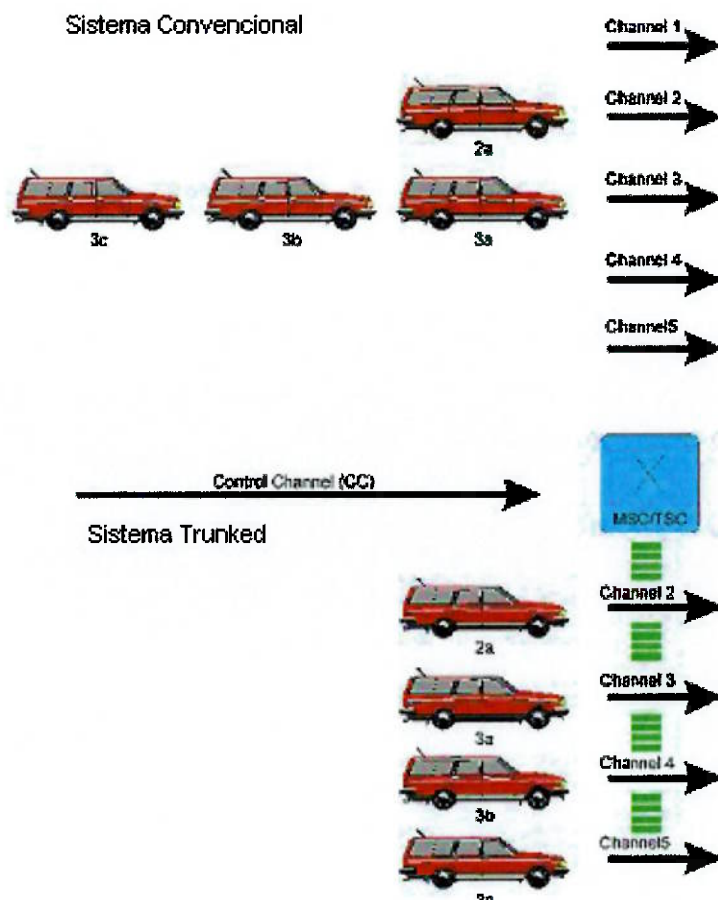 Sistema Convencional
Channel 1
Channel 2
2a
Channel 3
3c
3b
3a
Channel 4
Channel5
Control Channel (CC)
MSC/TSC
Sistema Trunked
Channel 2
2a
Channel 3
3a
Channel 4
3b
Channel5